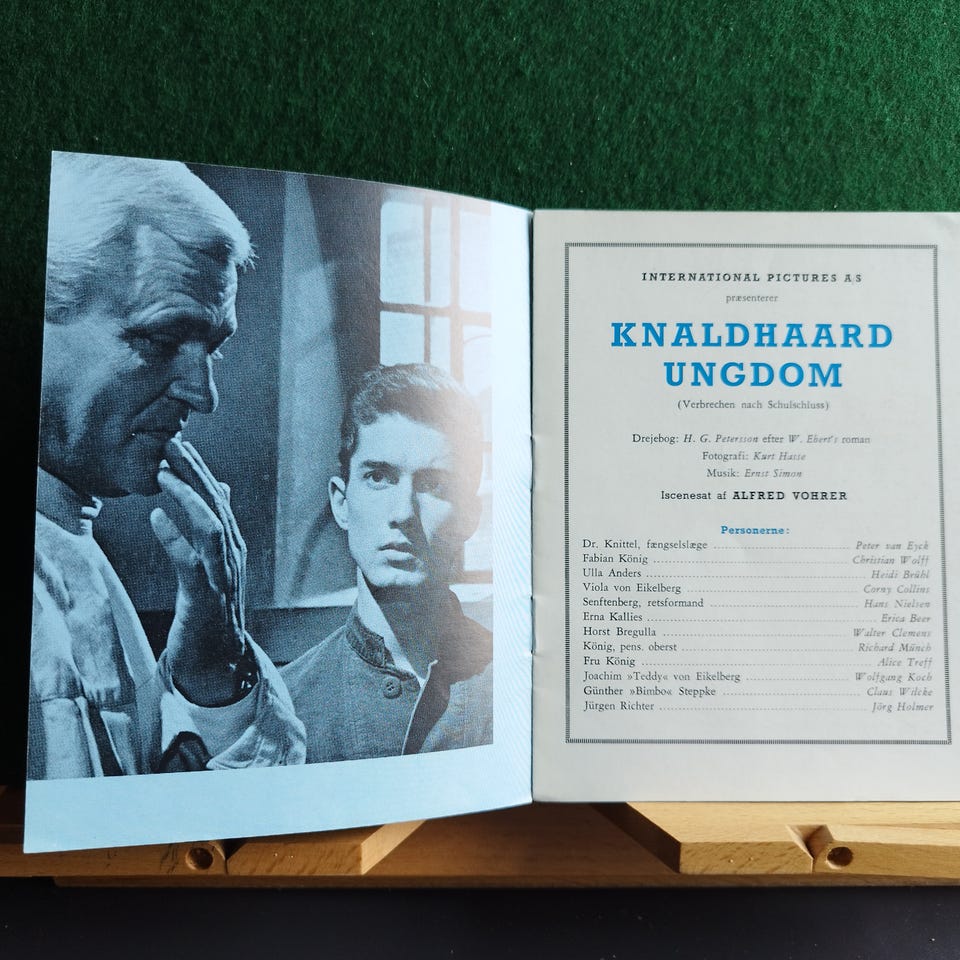 INTERNATIONAL PICTURES A S
præsenterer
KNALDHAARD
UNGDOM
(Verbrechen nach Schulschluss)
Drejebog: H. G. Petersson efter W. Ebert's roman
Fotografi: Kurt Hasse
Musik: Ernst Simon
Iscenesat af ALFRED VOHRER
Personerne:
Dr. Knittel, fængselslæge ........ Peter van Eyck
Fabian König ........ Christian Wolff
Ulla Anders ........ Heidi Brühl
Viola von Eikelberg ........ Corny Collins
Senftenberg, retsformand ........ Hans Nielsen
Erna Kallies ........ Erica Beer
Horst Bregulla ........ Walter Clemens
König, pens. oberst ........ Richard Münch
Fru König ........ Alice Treff
Joachim »Teddy« von Eikelberg ........ Wolfgang Koch
Günther »Bimbo« Steppke ........ Claus Wilcke
Jürgen Richter ........ Jörg Holmer